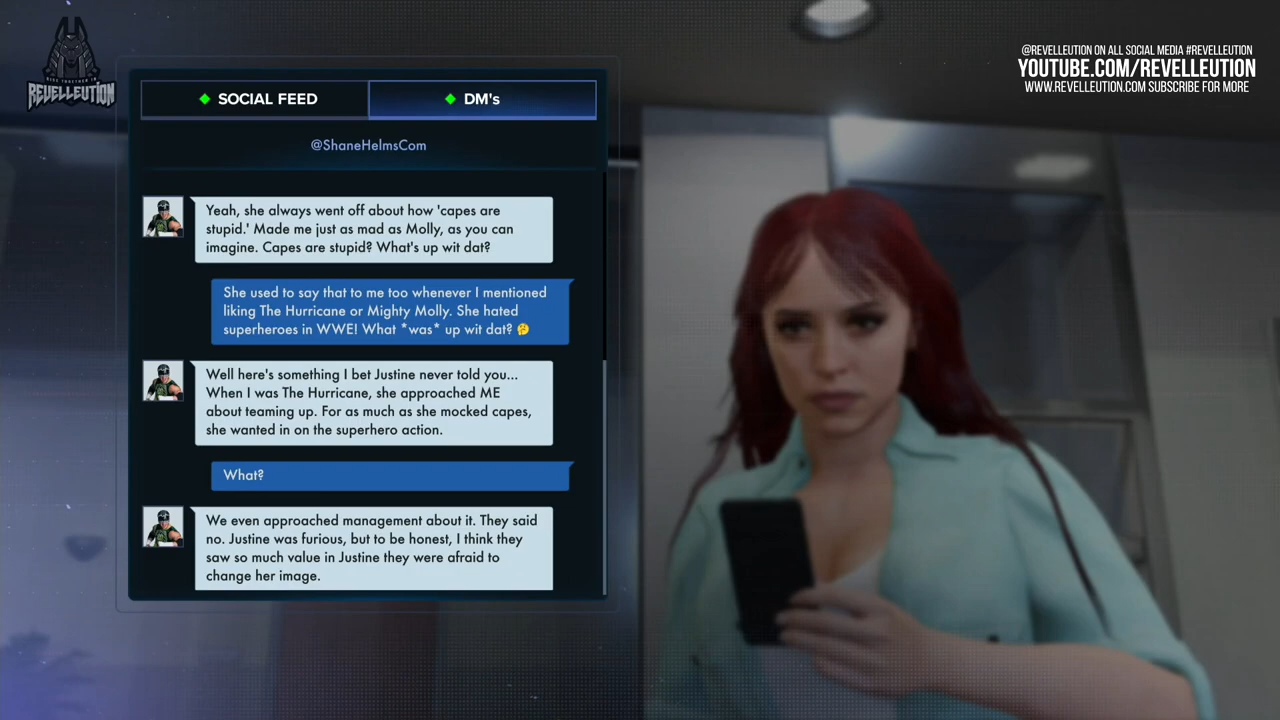 RISE TOGETHER IN
REVELLEUTION
@REVELLEUTION ON ALL SOCIAL MEDIA #REVELLEUTION
YOUTUBE.COM/REVELLEUTION
WWW.REVELLEUTION.COM SUBSCRIBE FOR MORE
SOCIAL FEED
DM's
@ShaneHelmsCom
Yeah, she always went off about how 'capes are
stupid.' Made me just as mad as Molly, as you can
imagine. Capes are stupid? What's up wit dat?
She used to say that to me too whenever I mentioned
liking The Hurricane or Mighty Molly. She hated
superheroes in WWE! What *was* up wit dat? 🤔
Well here's something I bet Justine never told you...
When I was The Hurricane, she approached ME
about teaming up. For as much as she mocked capes,
she wanted in on the superhero action.
What?
We even approached management about it. They said
no. Justine was furious, but to be honest, I think they
saw so much value in Justine they were afraid to
change her image.